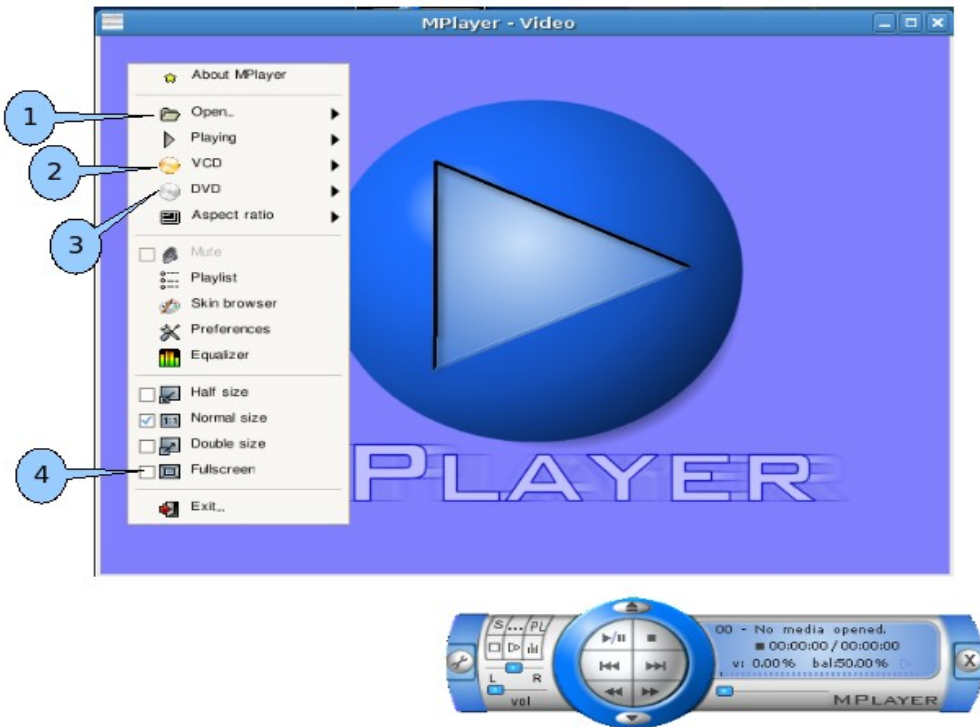 MPlayer - Video
About MPlayer
1
Open...
Playing
2
VCD
DVD
3
Aspect ratio
Mute
Playlist
Skin browser
Preferences
Equalizer
Half size
Normal size
Double size
4
Fullscreen
Exit...
PLAYER
S ... PL
L R
vol
00 - No media opened.
00:00:00 / 00:00:00
v: 0.00% bal:50.00%
MPLAYER
X